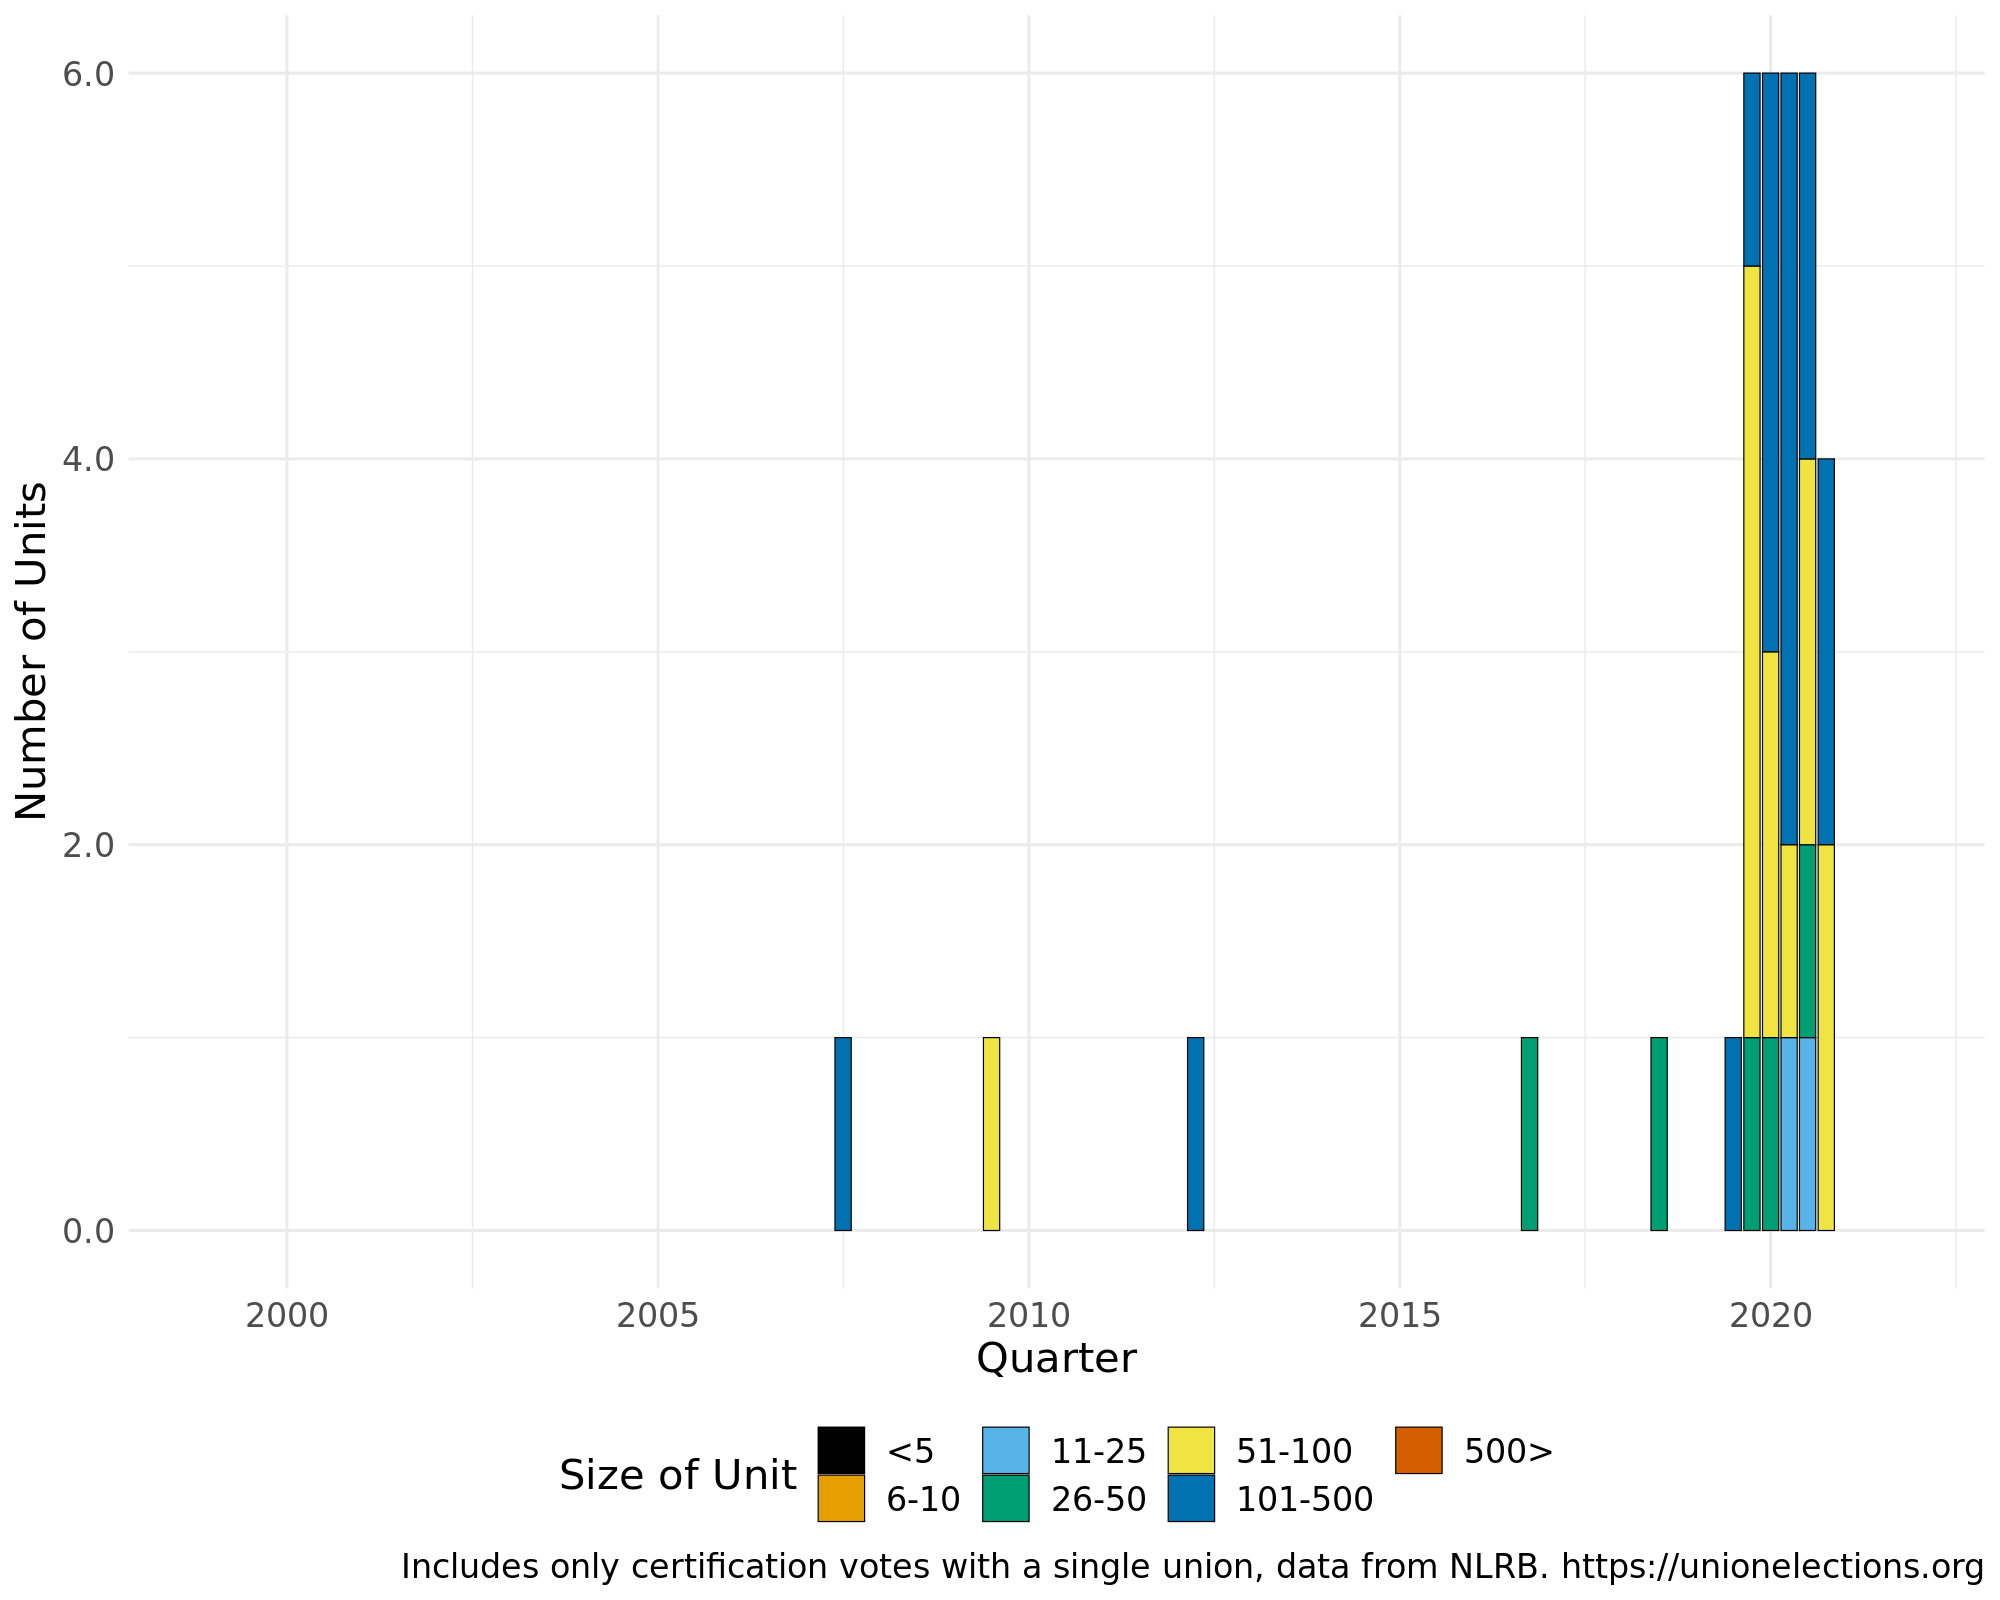 6.0
4.0
2.0
0.0
Number of Units
2000 2005 2010 2015 2020
Quarter
Size of Unit
<5 11-25 51-100 500>
6-10 26-50 101-500
Includes only certification votes with a single union, data from NLRB. https://unionelections.org